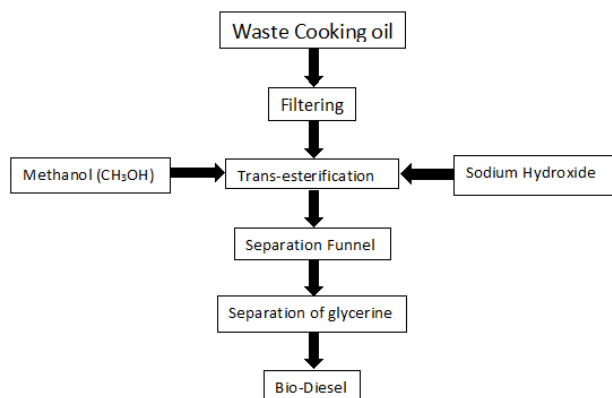 Waste Cooking oil
Filtering
Methanol (CH₃OH)
Trans-esterification
Sodium Hydroxide
Separation Funnel
Separation of glycerine
Bio-Diesel